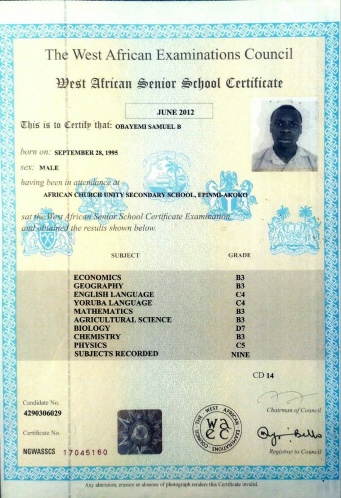 The West African Examinations Council
West African Senior School Certificate
JUNE 2012
This is to Certify that: OBAYEMI SAMUEL B
born on: SEPTEMBER 28, 1995
sex: MALE
having been in attendance at
AFRICAN CHURCH UNITY SECONDARY SCHOOL, EPINMI-AKOKO
sat the West African Senior School Certificate Examination
and obtained the results shown below.
SUBJECT GRADE
ECONOMICS B3
GEOGRAPHY B3
ENGLISH LANGUAGE C4
YORUBA LANGUAGE C4
MATHEMATICS B3
AGRICULTURAL SCIENCE B3
BIOLOGY D7
CHEMISTRY B3
PHYSICS C5
SUBJECTS RECORDED NINE
CD 14
Candidate No.
4290306029
Chairman of Council
Certificate No.
NGWASSCS 17045160
Registrar to Council
Any alteration, erasure or absence of photograph renders this Certificate invalid.